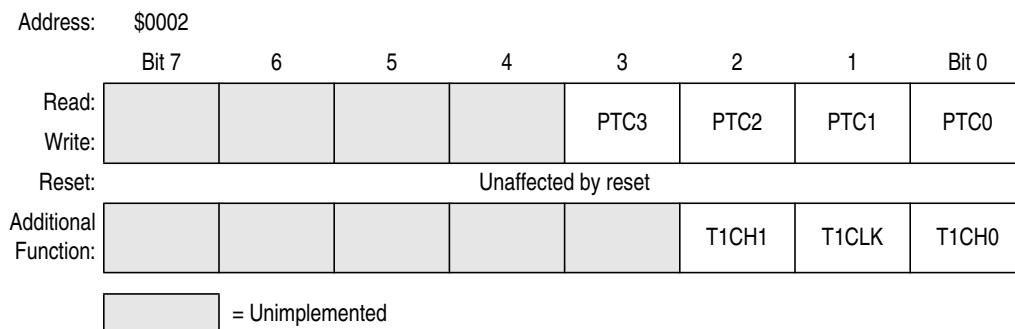 Address: $0002
Bit 7 6 5 4 3 2 1 Bit 0
Read:
PTC3 PTC2 PTC1 PTC0
Write:
Reset: Unaffected by reset
Additional
T1CH1 T1CLK T1CH0
Function:
= Unimplemented